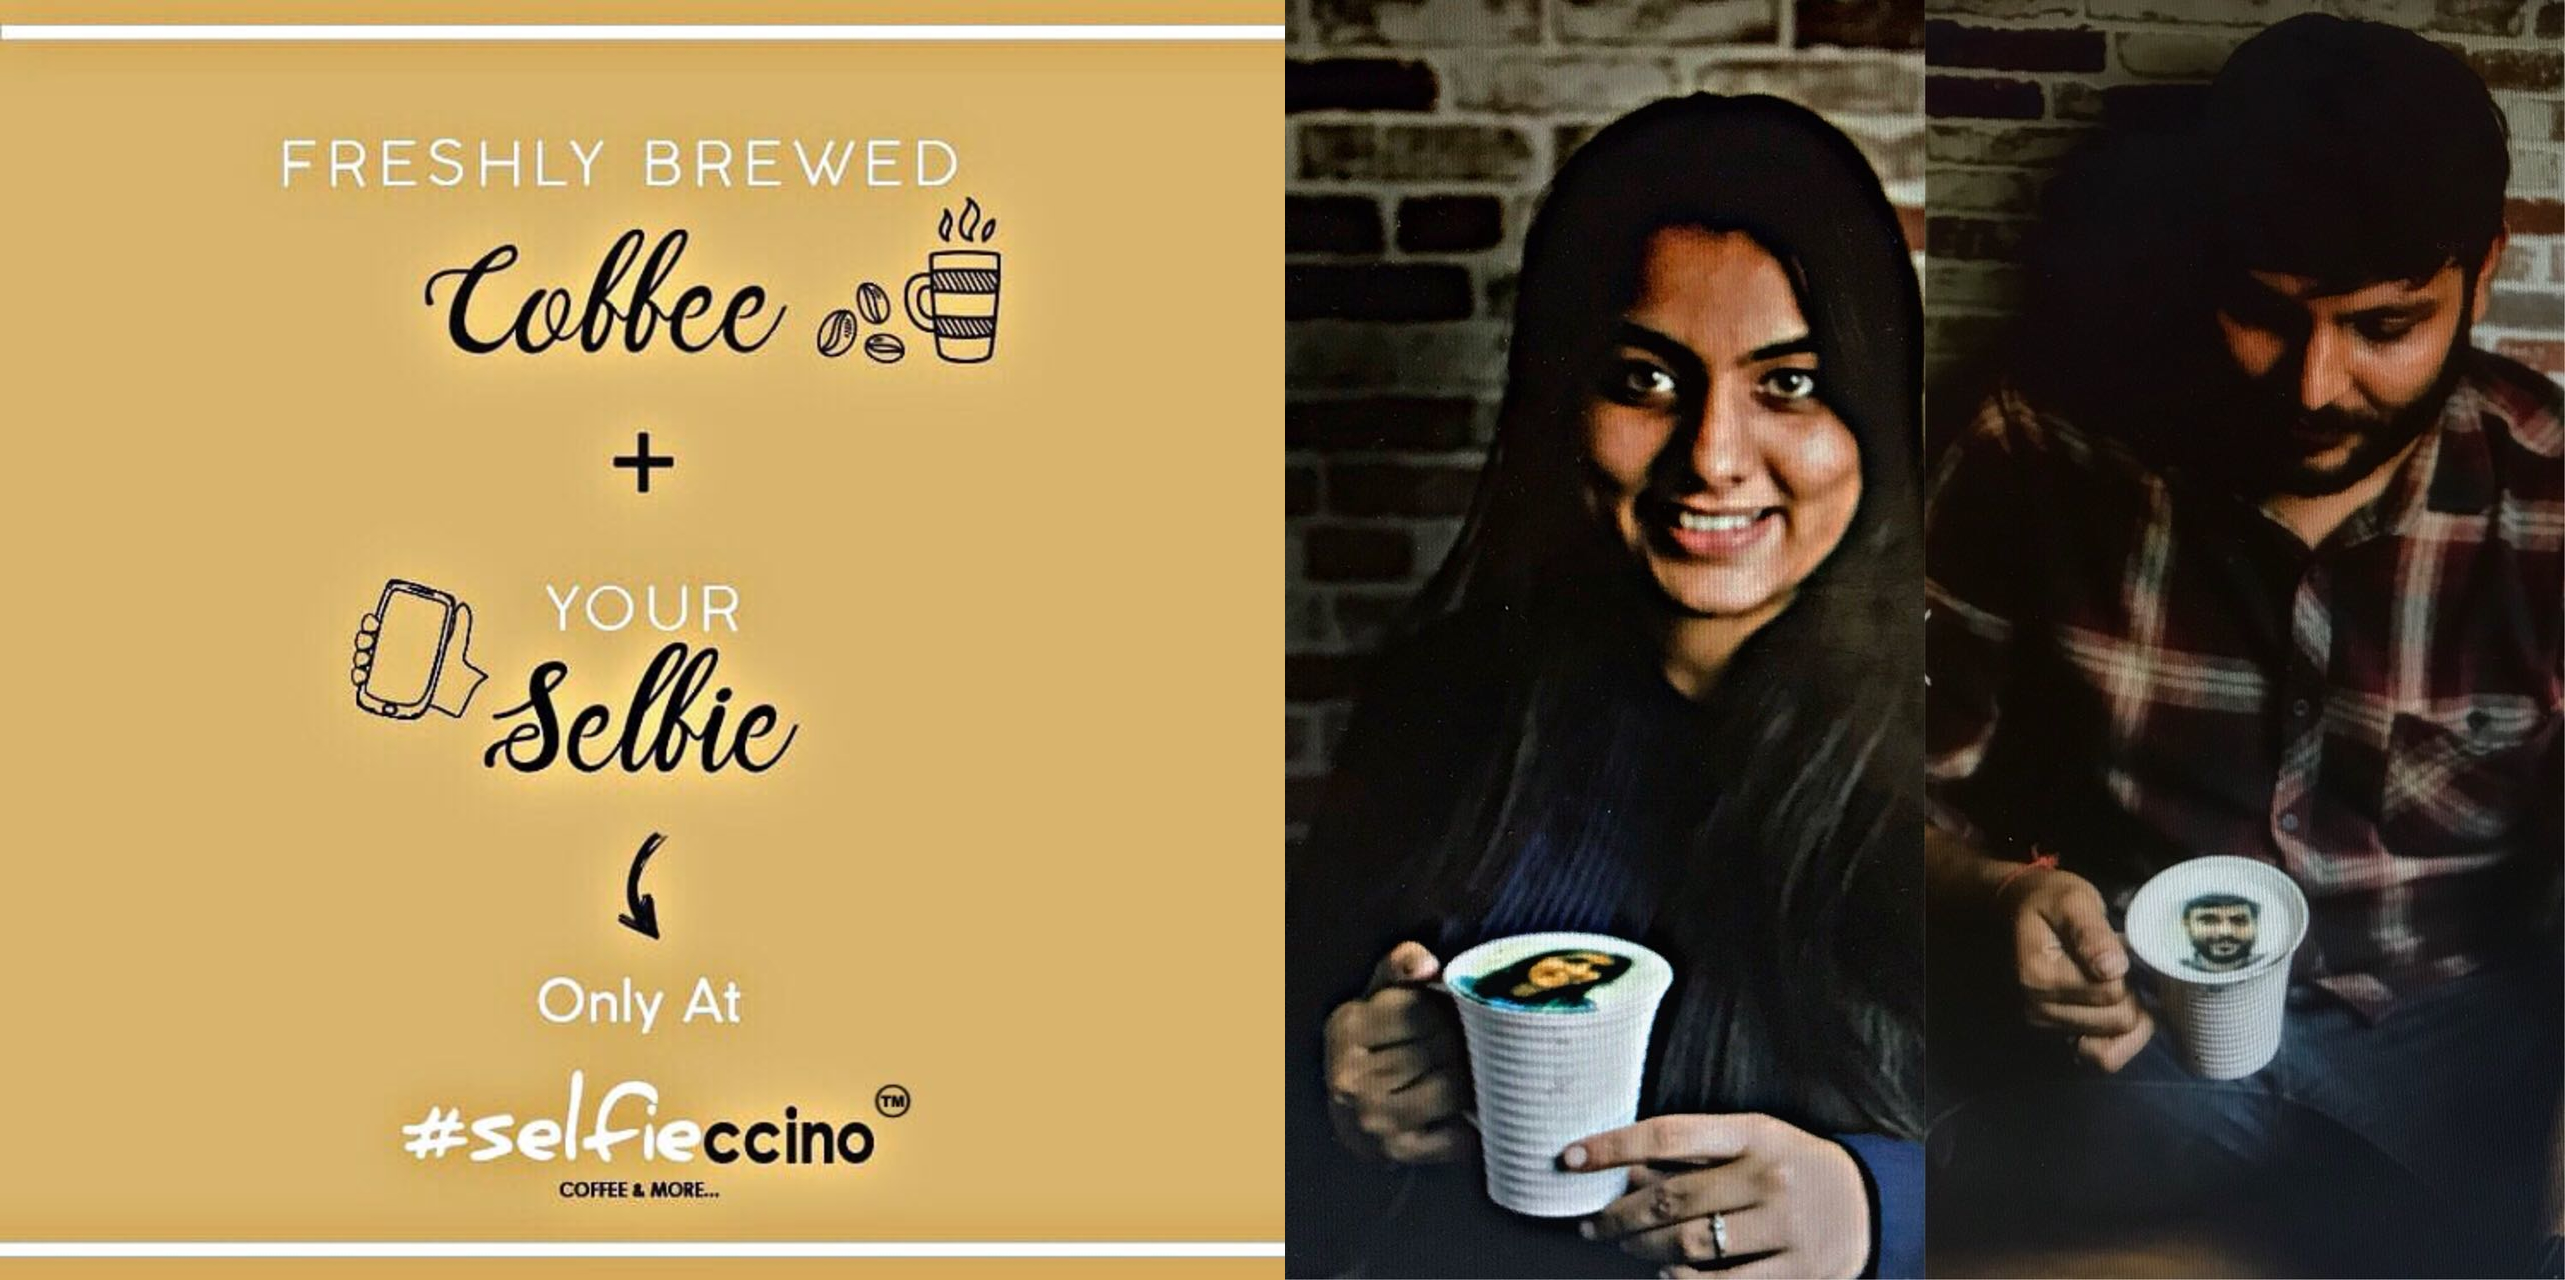 FRESHLY BREWED
Coffee
+
YOUR
Selfie
Only At
#selfieccino™
COFFEE & MORE...